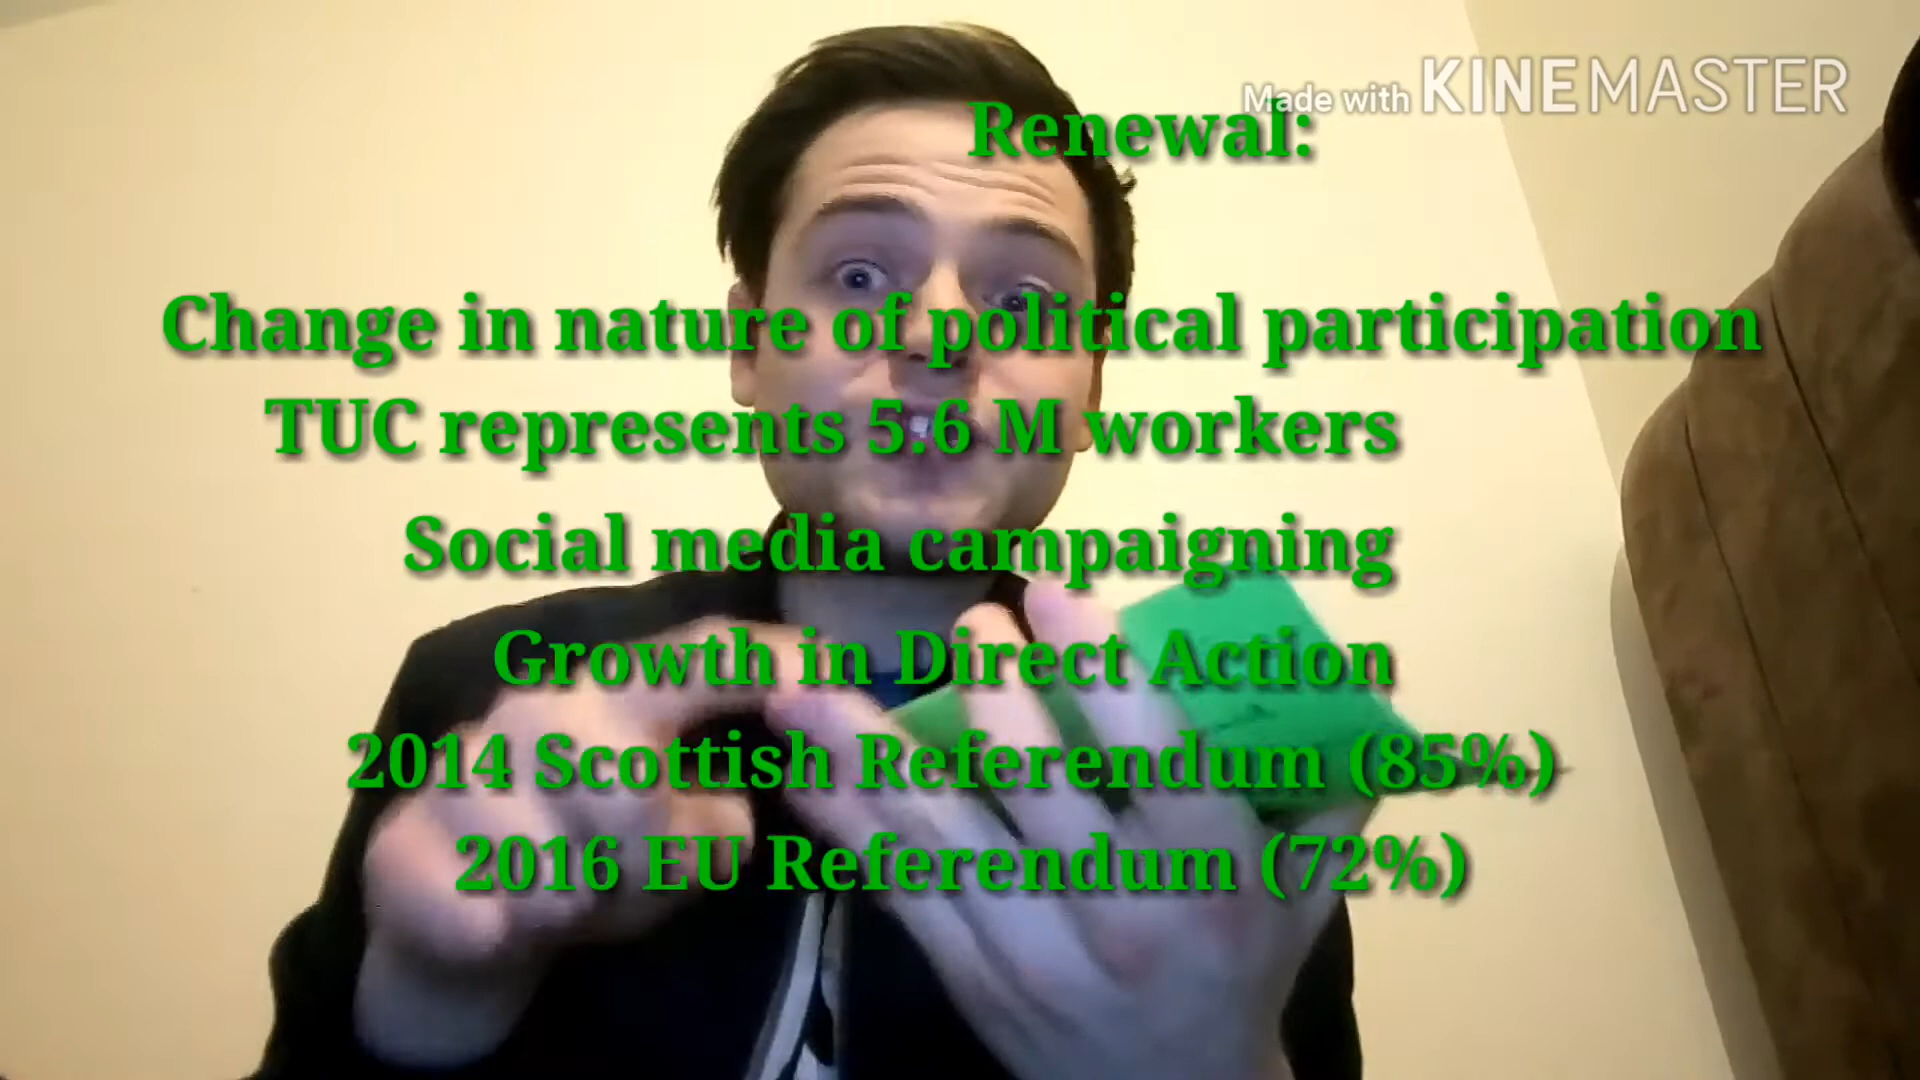 Made with KINEMASTER
Renewal:
Change in nature of political participation
TUC represents 5.6 M workers
Social media campaigning
Growth in Direct Action
2014 Scottish Referendum (85%)
2016 EU Referendum (72%)